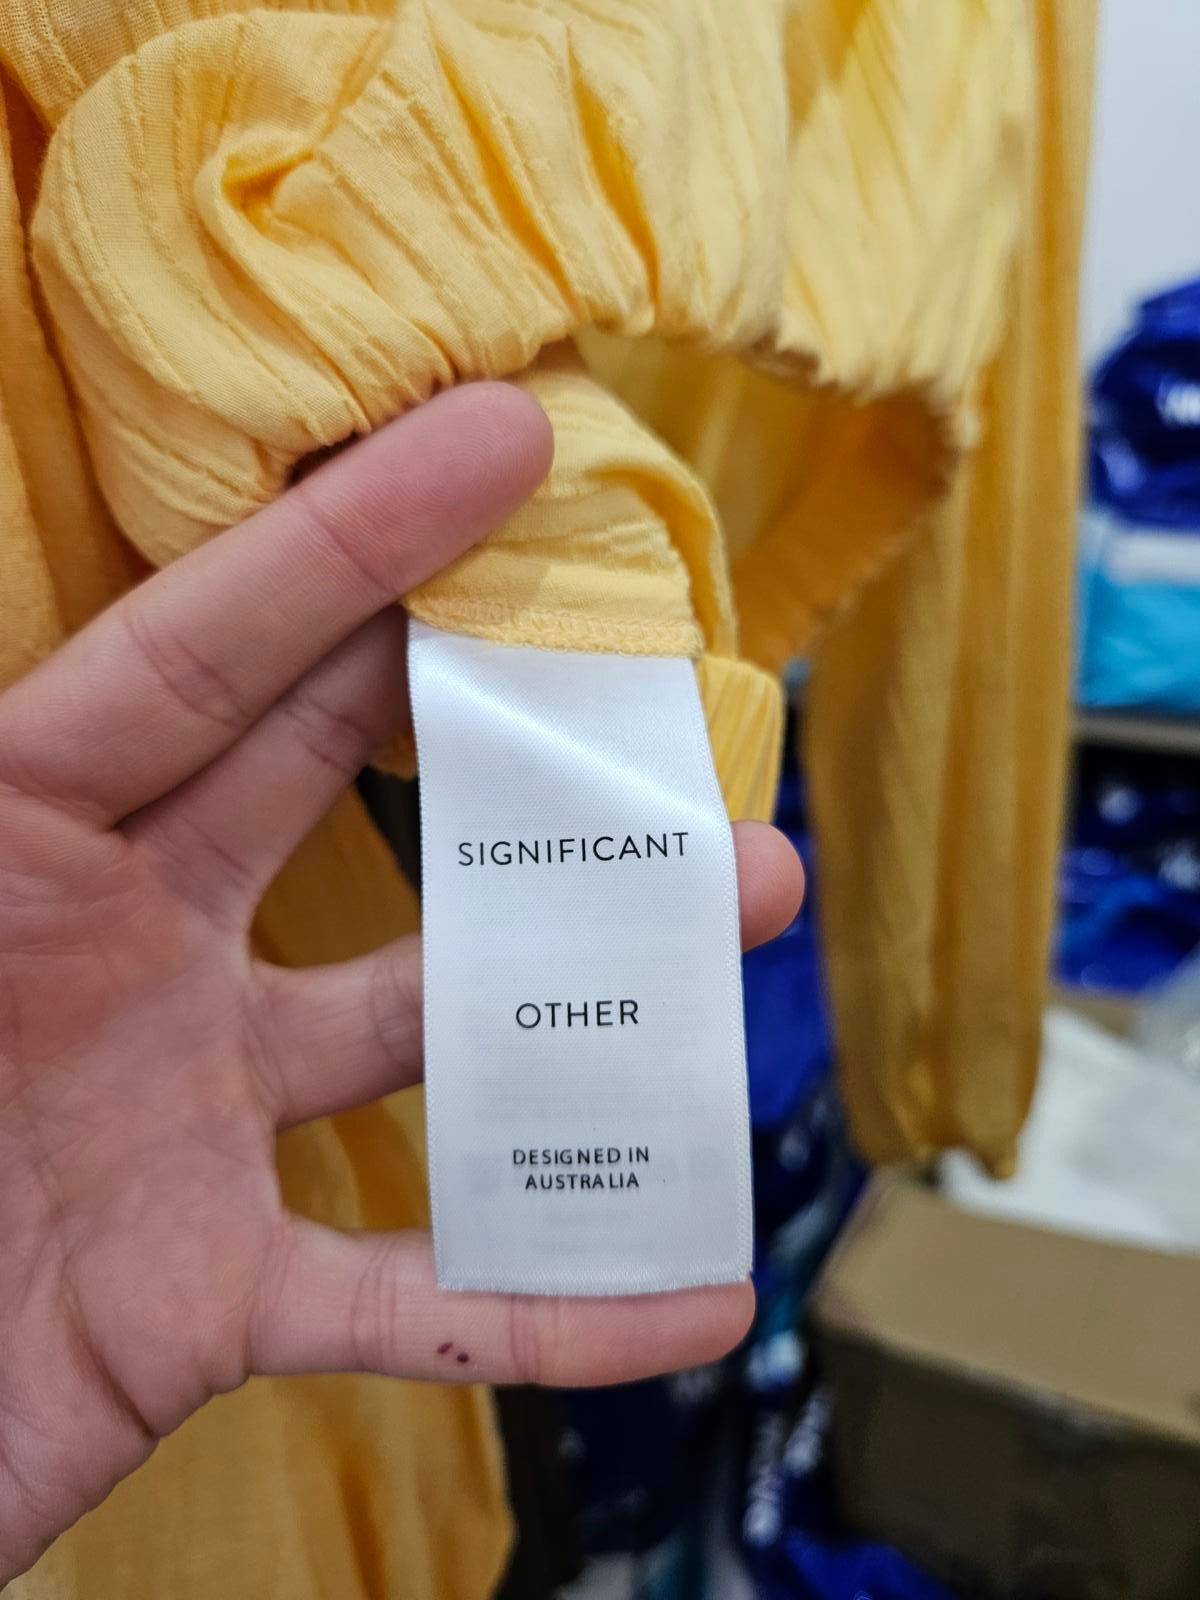 SIGNIFICANT
OTHER
DESIGNED IN
AUSTRALIA